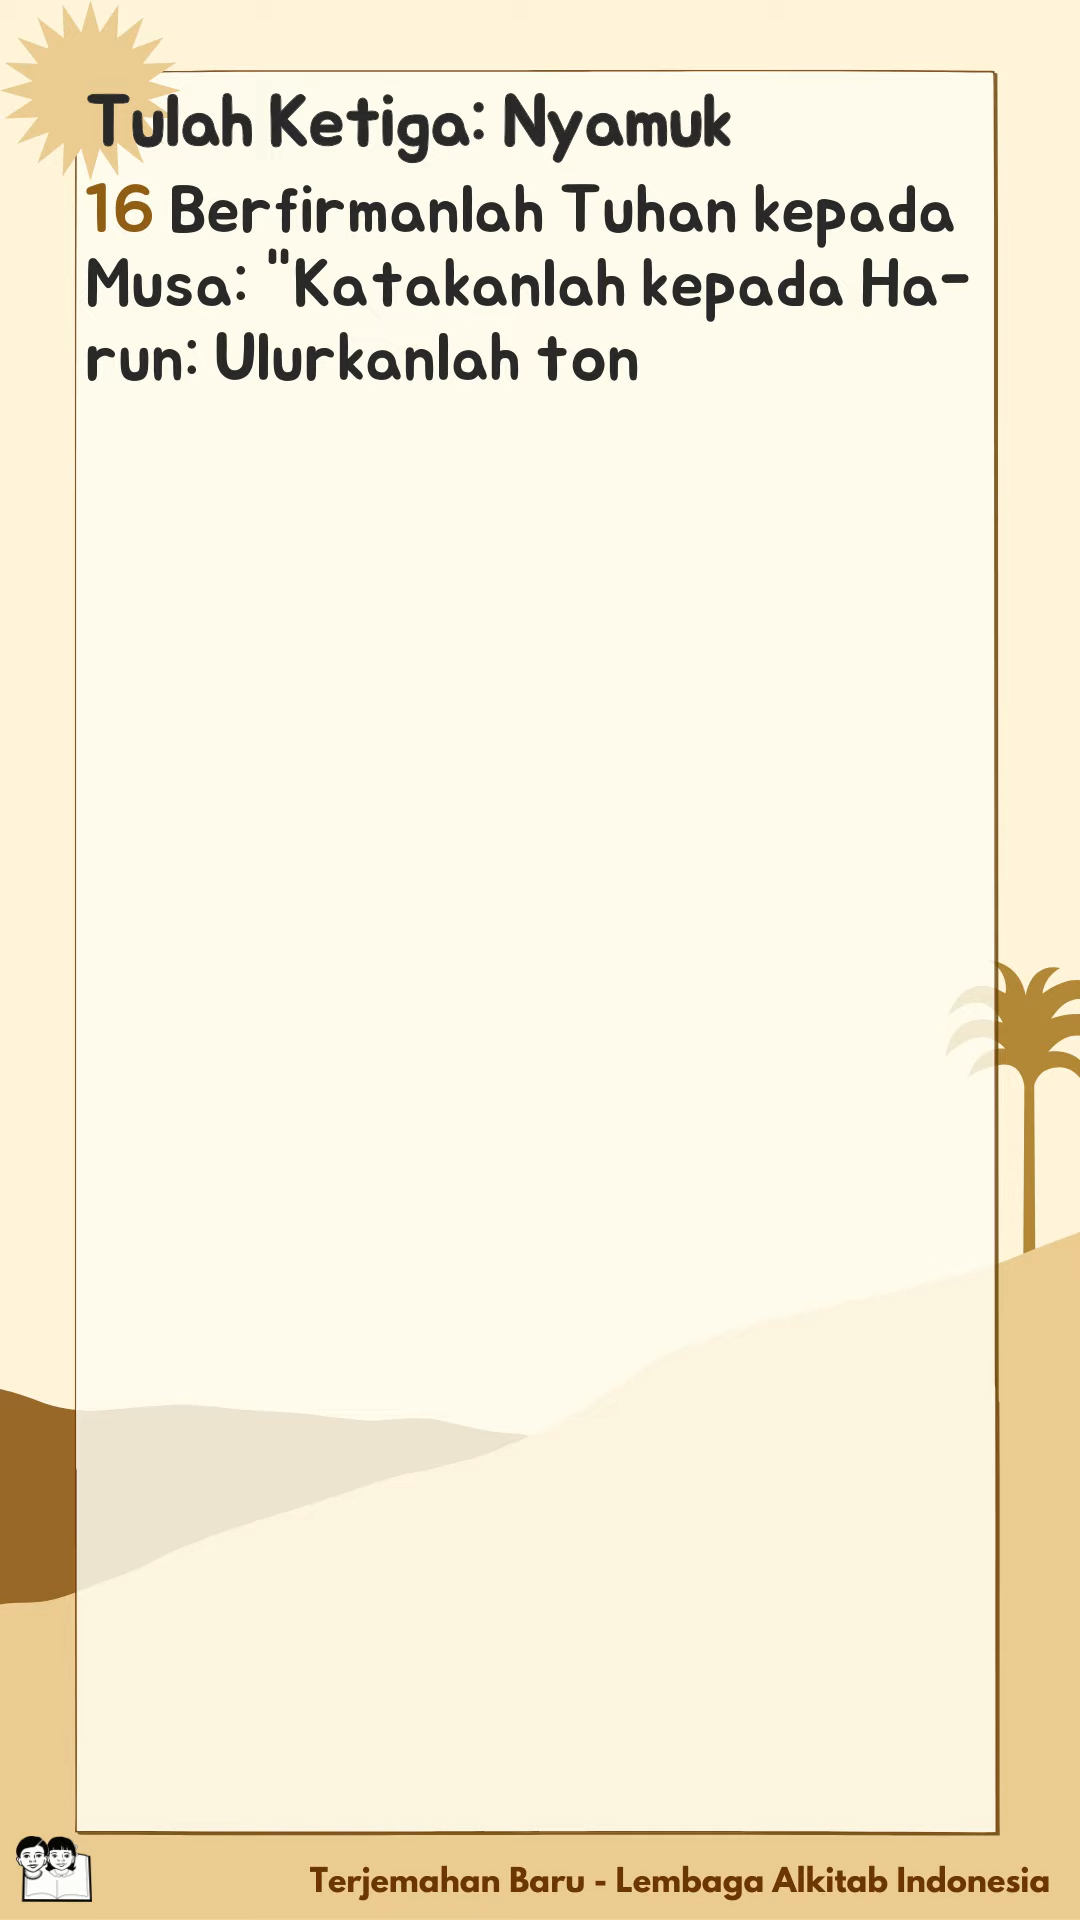 Tulah Ketiga: Nyamuk
16 Berfirmanlah Tuhan kepada
Musa: "Katakanlah kepada Ha-
run: Ulurkanlah ton
Terjemahan Baru - Lembaga Alkitab Indonesia